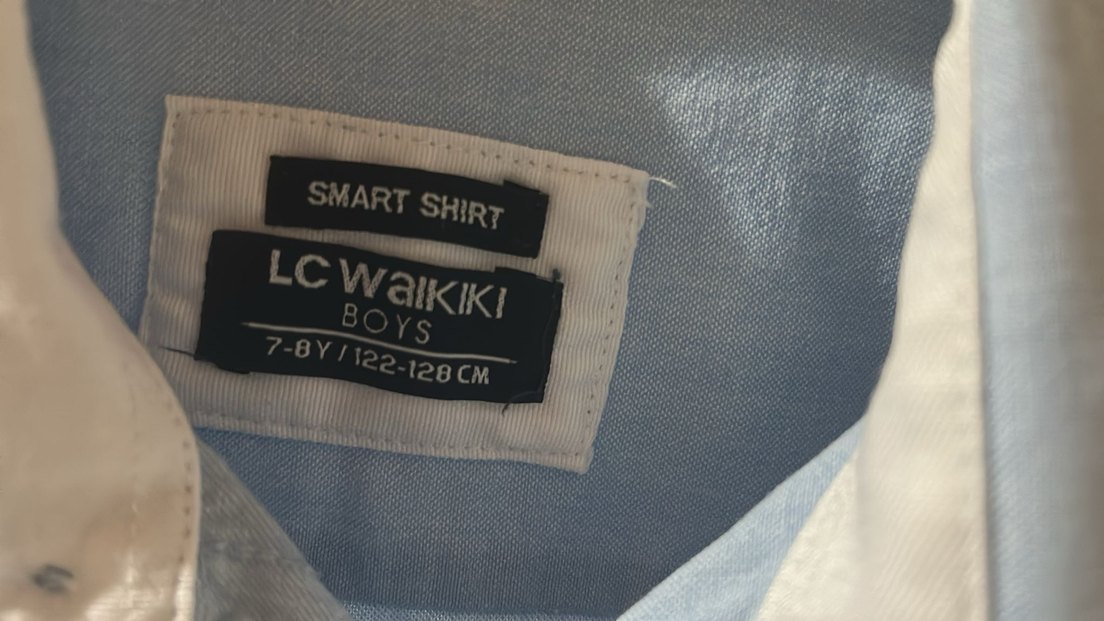 SMART SHIRT
LC WAIKIKI
BOYS
7-8Y/122-128 CM